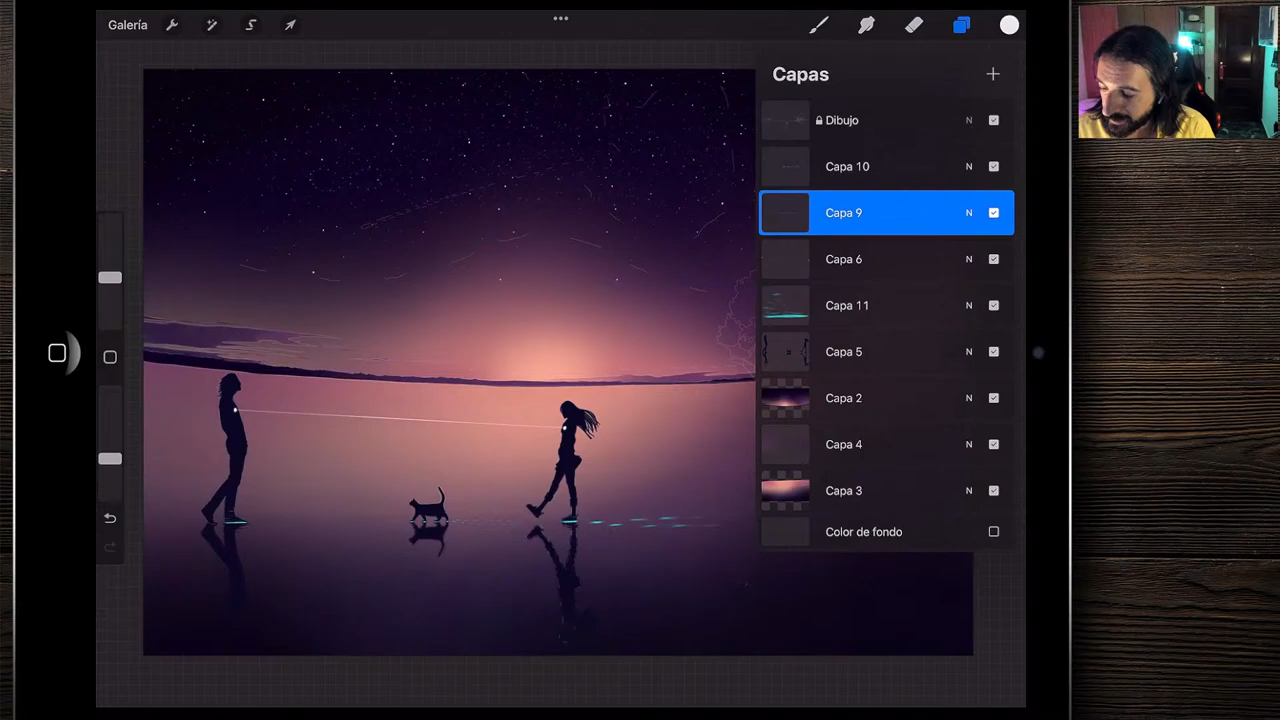 Galería
Capas
Dibujo N
Capa 10 N
Capa 9 N
Capa 6 N
Capa 11 N
Capa 5 N
Capa 2 N
Capa 4 N
Capa 3 N
Color de fondo